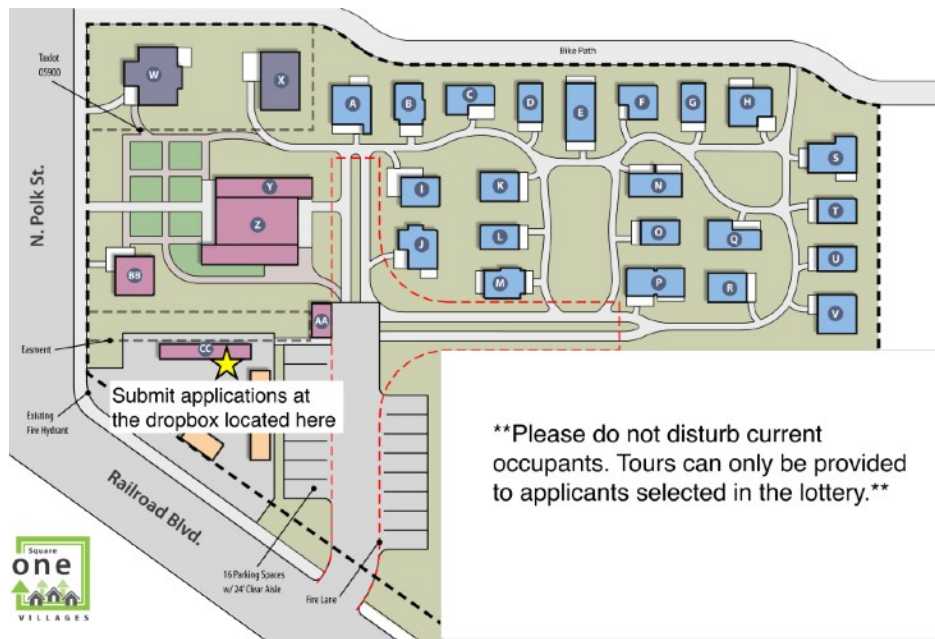 Bike Path
Taxlot
05900
W
X
A
B
C
D
E
F
G
H
S
Y
I
K
N
T
N. Polk St.
Z
J
L
O
Q
U
BB
M
P
R
V
AA
Easment
CC
Submit applications at
the dropbox located here
Existing
Fire Hydrant
**Please do not disturb current
occupants. Tours can only be provided
to applicants selected in the lottery.**
Railroad Blvd.
16 Parking Spaces
w/ 24' Clear Aisle
Fire Lane
Square
one
VILLAGES